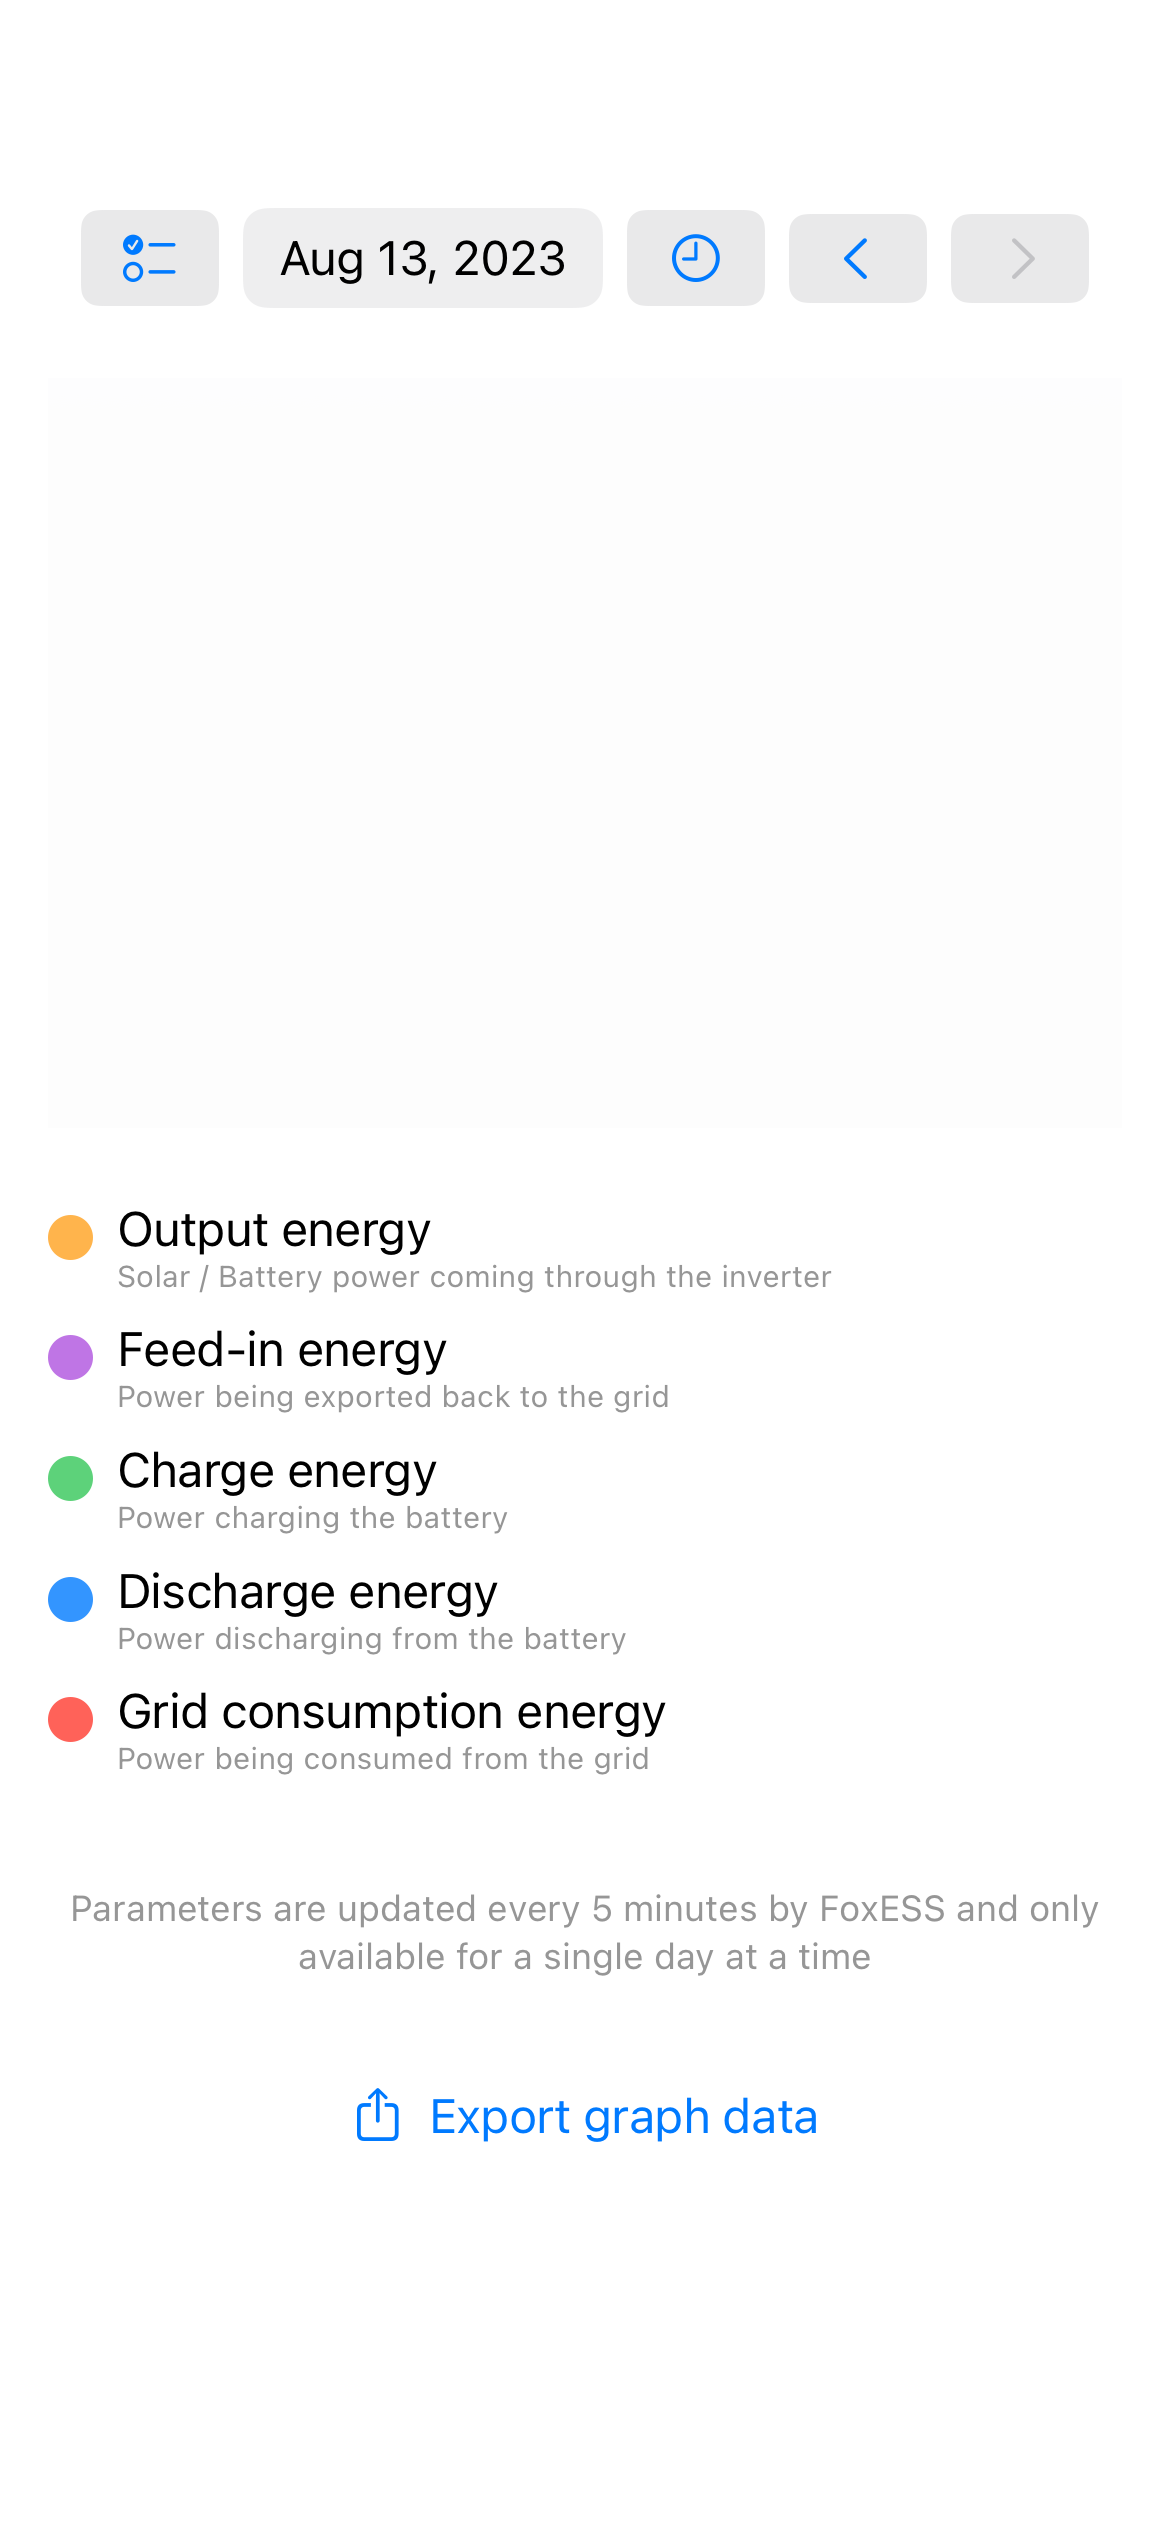 Aug 13, 2023
Output energy
Solar / Battery power coming through the inverter
Feed-in energy
Power being exported back to the grid
Charge energy
Power charging the battery
Discharge energy
Power discharging from the battery
Grid consumption energy
Power being consumed from the grid
Parameters are updated every 5 minutes by FoxESS and only
available for a single day at a time
Export graph data